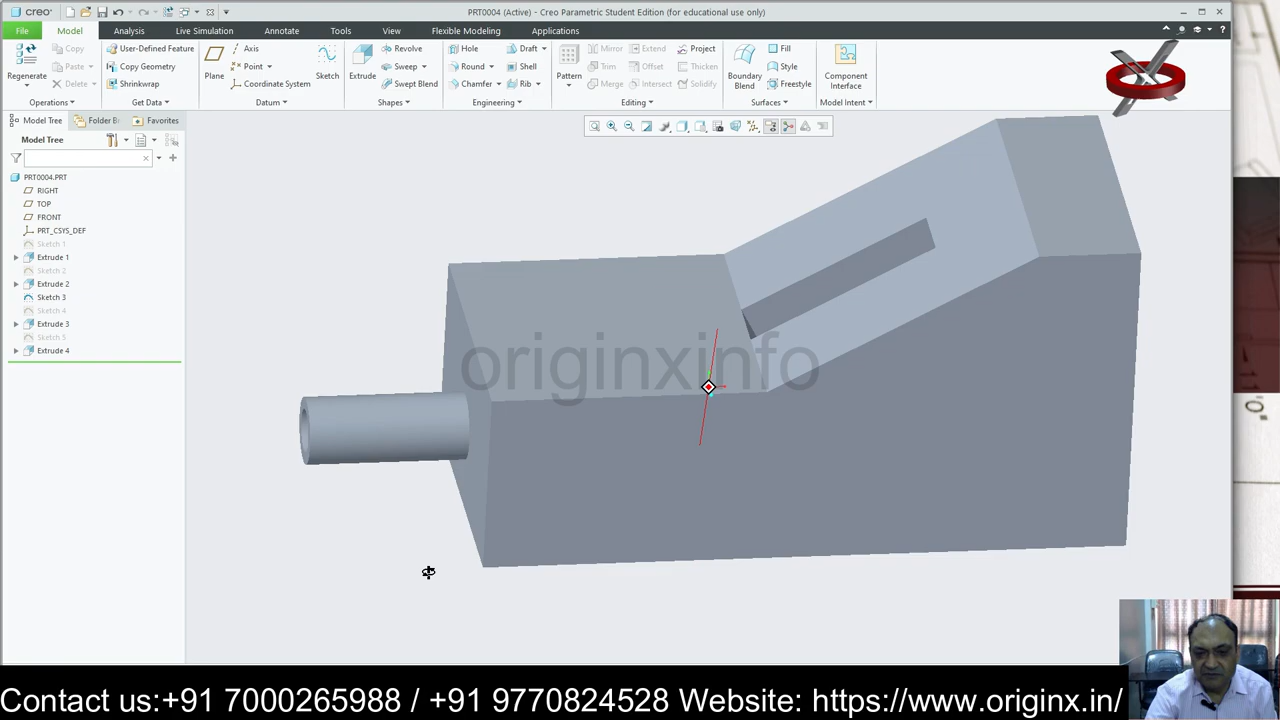 creo
PRT0004 (Active) - Creo Parametric Student Edition (for educational use only)
File Model Analysis Live Simulation Annotate Tools View Flexible Modeling Applications
Regenerate Copy Paste Delete User-Defined Feature Copy Geometry Shrinkwrap Plane Axis Point Coordinate System Sketch Extrude Revolve Sweep Swept Blend Hole Round Chamfer Draft Shell Rib Pattern Mirror Trim Merge Extend Offset Intersect Project Thicken Solidify Boundary Blend Fill Style Freestyle Component Interface
Operations Get Data Datum Shapes Engineering Editing Surfaces Model Intent
Model Tree Folder B Favorites
Model Tree
PRT0004.PRT
RIGHT
TOP
FRONT
PRT_CSYS_DEF
Sketch 1
Extrude 1
Sketch 2
Extrude 2
Sketch 3
Sketch 4
Extrude 3
Sketch 5
Extrude 4
originxinfo
Contact us:+91 7000265988 / +91 9770824528 Website: https://www.originx.in/